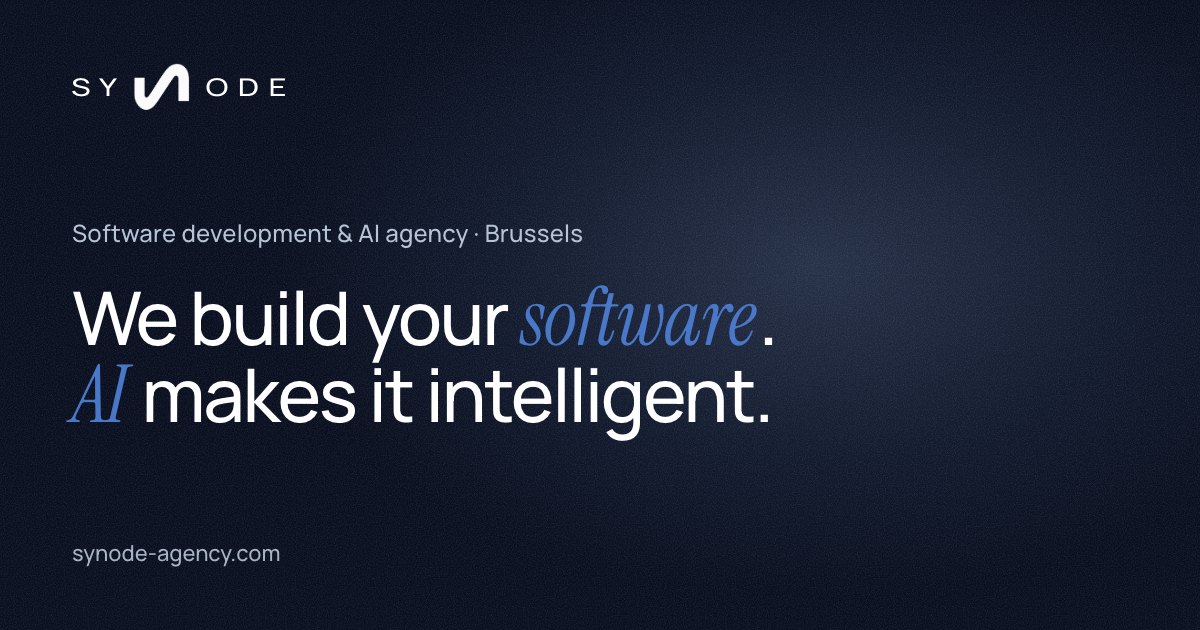 SYNODE
Software development & AI agency · Brussels
We build your software.
AI makes it intelligent.
synode-agency.com